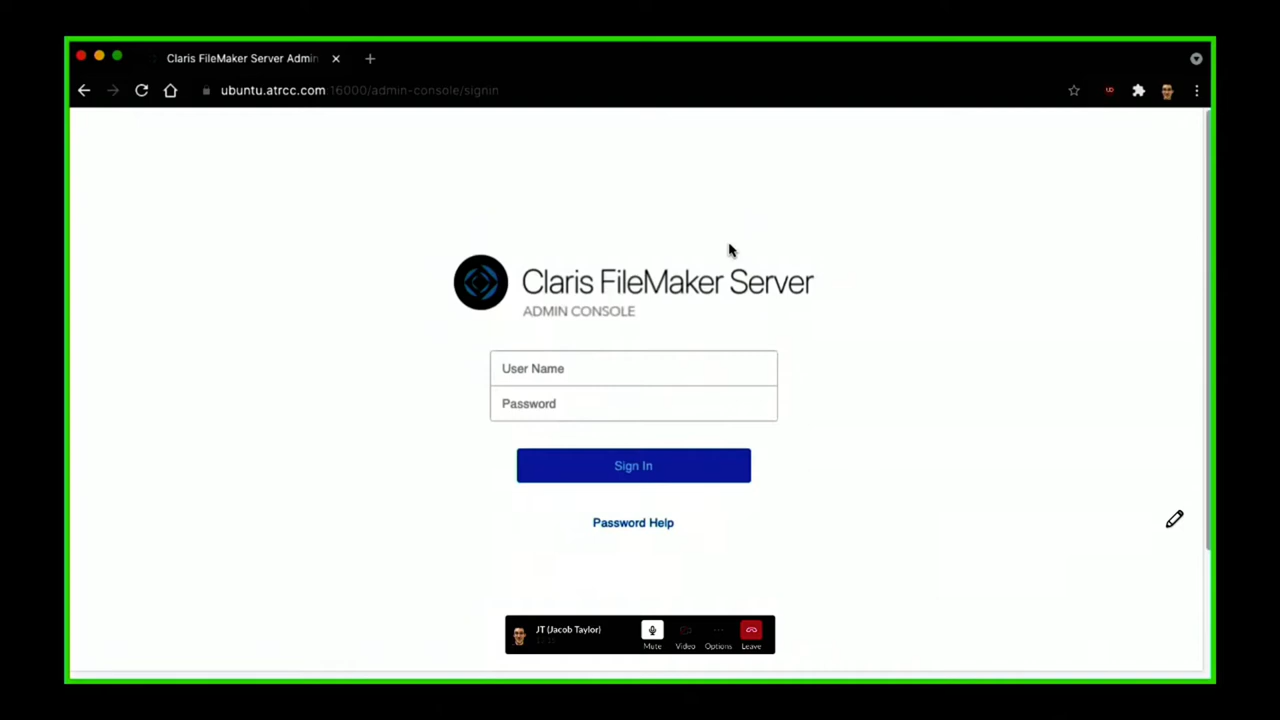 Claris FileMaker Server Admin
ubuntu.atrcc.com:16000/admin-console/signin
UD
Claris FileMaker Server
ADMIN CONSOLE
User Name
Password
Sign In
Password Help
JT (Jacob Taylor)
Mute
Video
Options
Leave